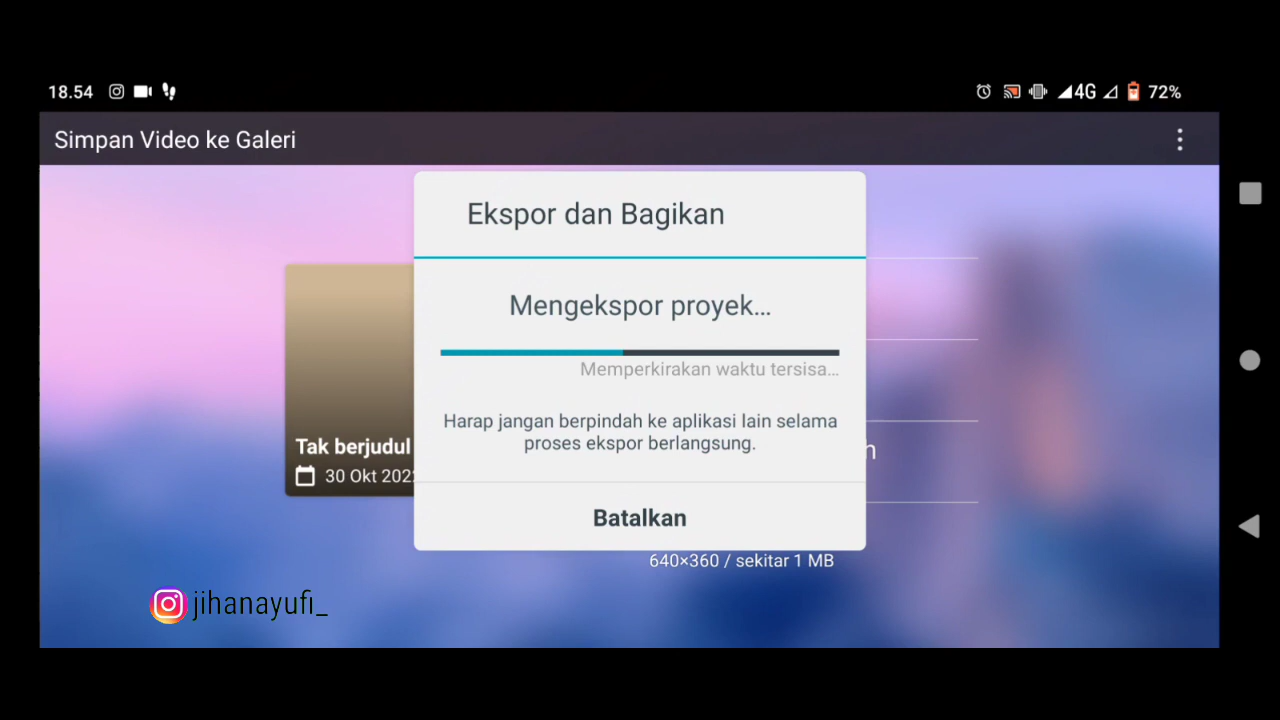 18.54
4G
72%
Simpan Video ke Galeri
Ekspor dan Bagikan
Mengekspor proyek...
Memperkirakan waktu tersisa...
Harap jangan berpindah ke aplikasi lain selama
proses ekspor berlangsung.
Tak berjudul
30 Okt 202
h
Batalkan
640×360 / sekitar 1 MB
jihanayufi_